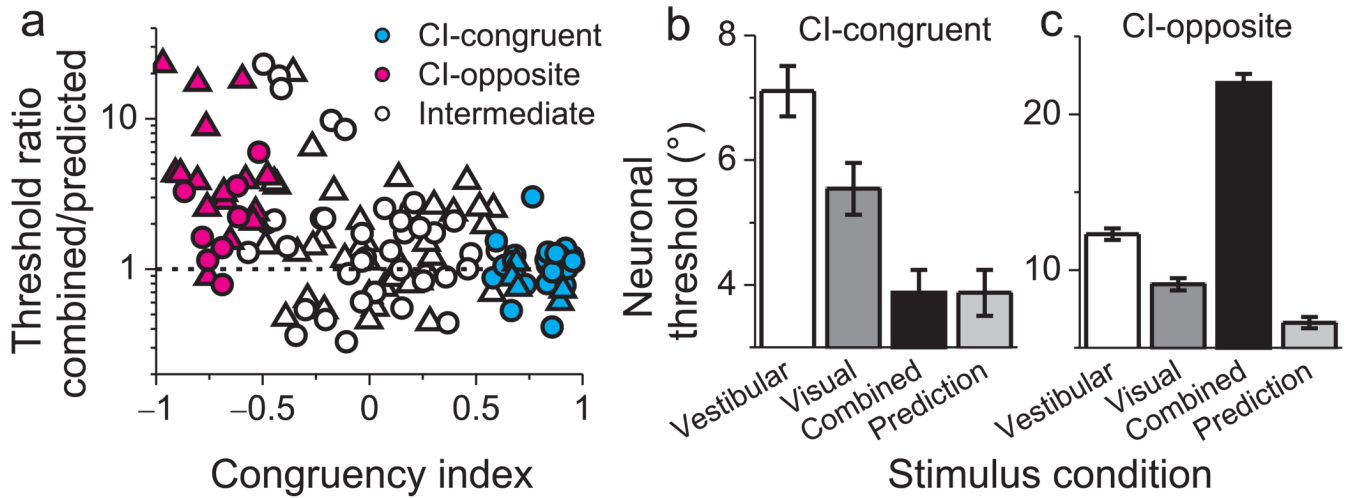 a
CI-congruent
CI-opposite
Intermediate
Threshold ratio
combined/predicted
10
1
−1
−0.5
0
0.5
1
Congruency index
b
CI-congruent
Neuronal
threshold (°)
8
6
4
Vestibular
Visual
Combined
Prediction
c
CI-opposite
20
10
Vestibular
Visual
Combined
Prediction
Stimulus condition